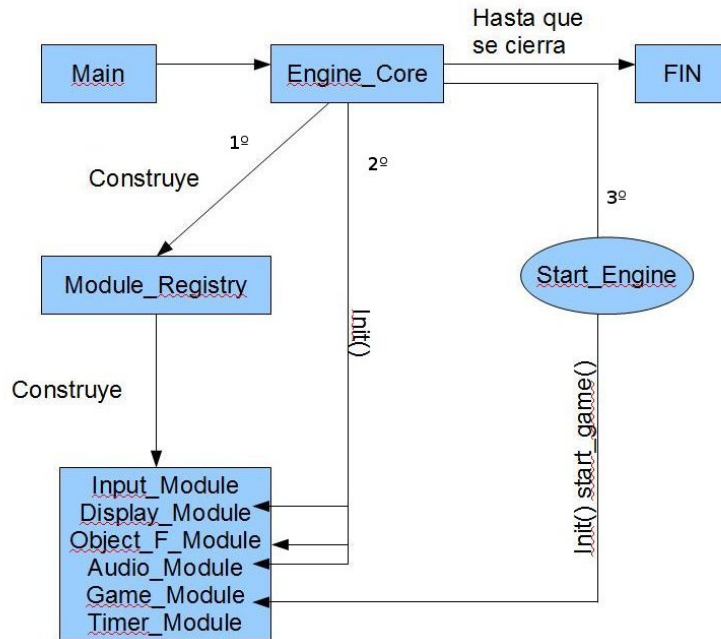 Hasta que
se cierra
Main
Engine_Core
FIN
1º
2º
Construye
3º
Module_Registry
Start_Engine
Init()
Init() start_game()
Construye
Input_Module
Display_Module
Object_F_Module
Audio_Module
Game_Module
Timer_Module